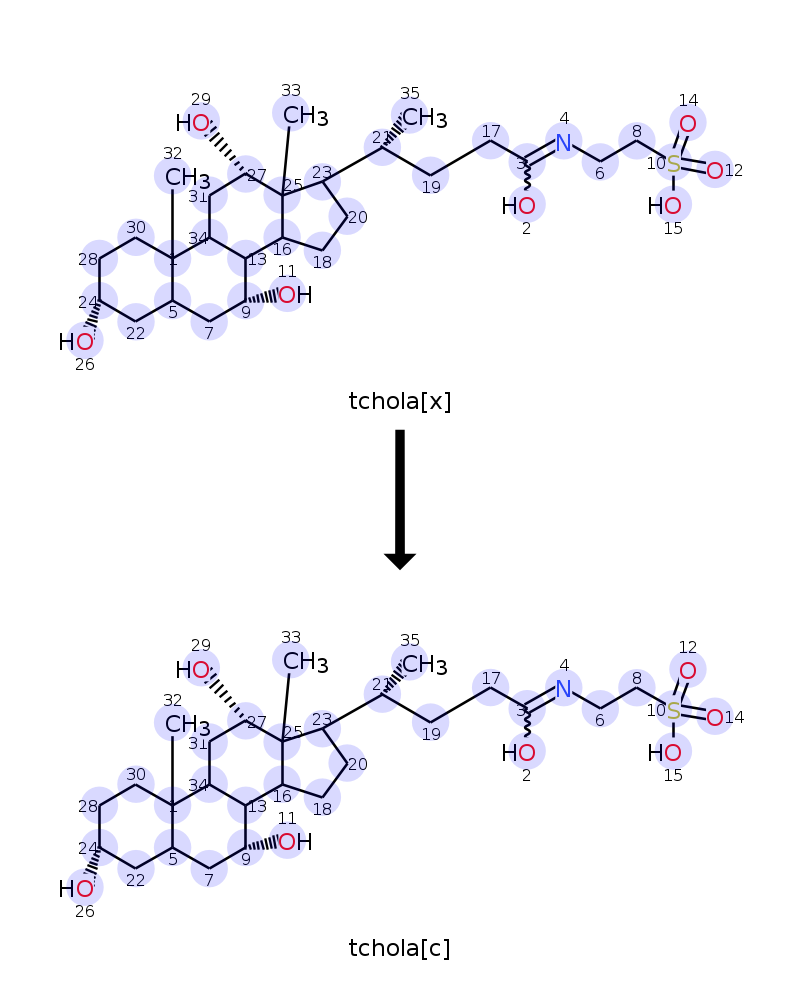 14
33
35
29
HO
CH3
CH3
O
4
17
8
21
N
32
3
10 S O 12
CH3
27
23
25
6
31
19
HO
HO
2
15
20
30
34
16
28
1
13
18
11
OH
24
5
9
22
7
HO
26
tchola[x]
12
33
35
29
HO
CH3
CH3
O
4
17
8
21
N
32
3
10 S O 14
CH3
27
23
25
6
31
19
HO
HO
2
15
20
30
34
16
28
1
13
18
11
OH
24
5
9
22
7
HO
26
tchola[c]